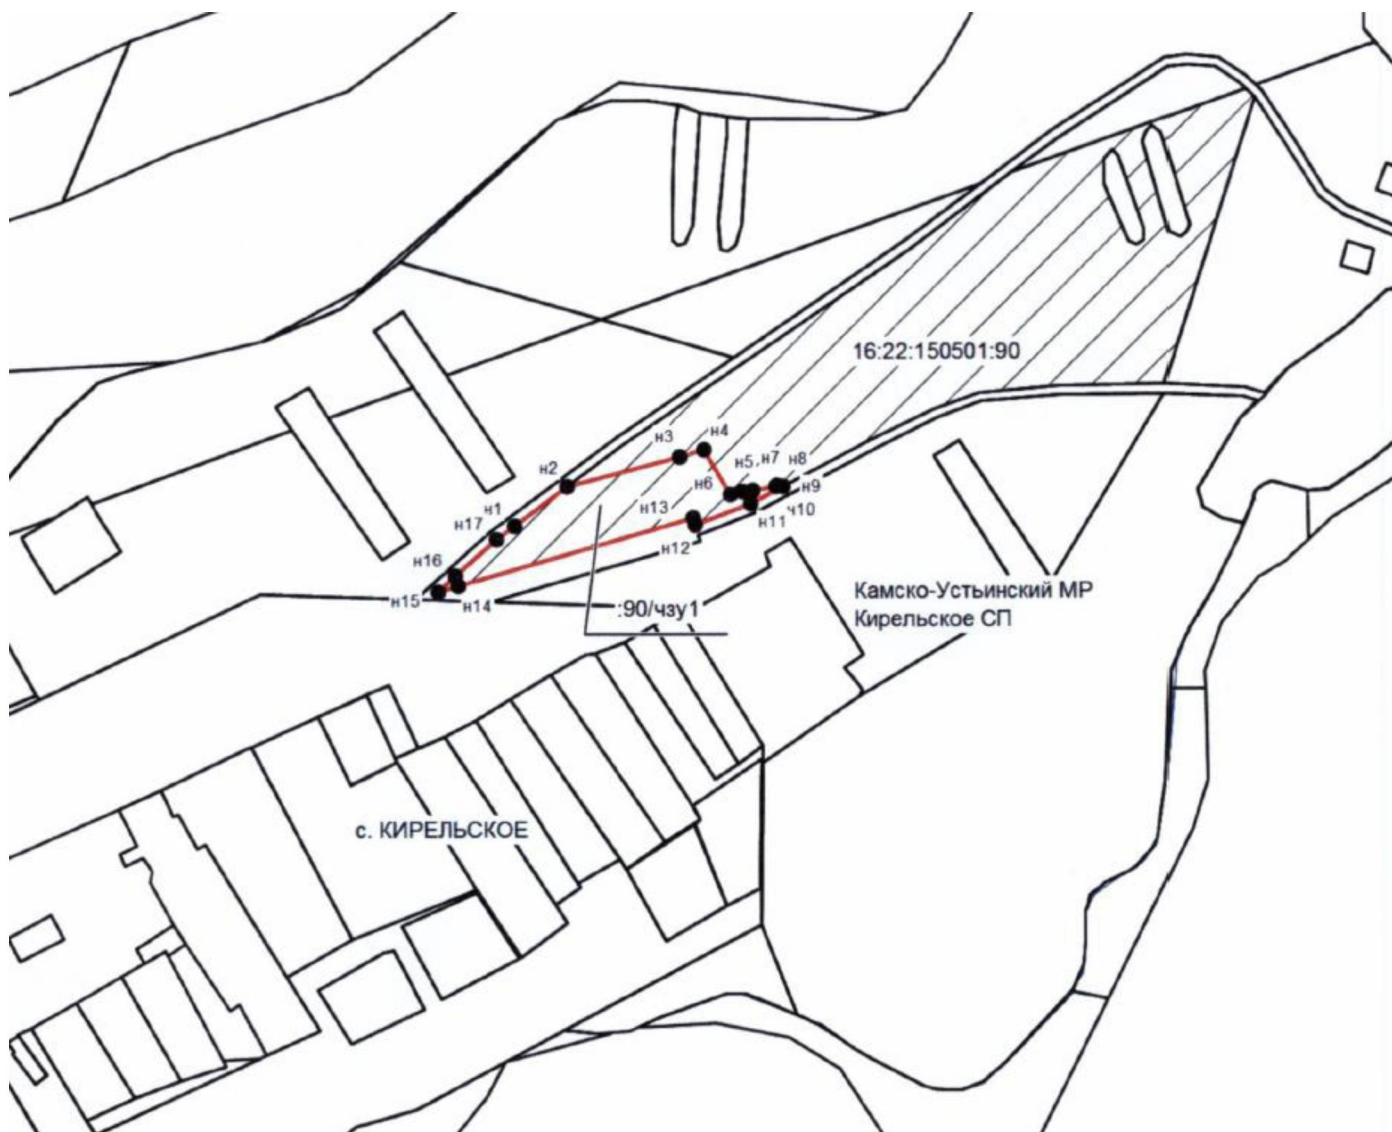 16:22:150501:90
н3
н4
н2
н5
н7
н8
н6
н9
н1
н13
ч10
н17
н11
н12
н16
н15
н14
:90/чзу1
Камско-Устьинский МР
Кирельское СП
с. КИРЕЛЬСКОЕ